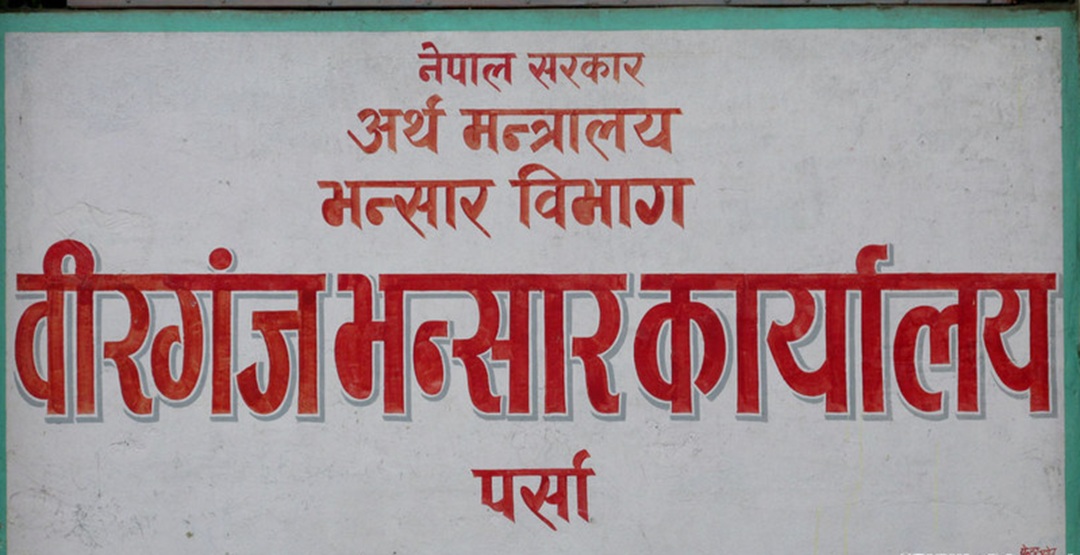 नेपाल सरकार
अर्थ मन्त्रालय
भन्सार विभाग
वीरगंज भन्सार कार्यालय
पर्सा